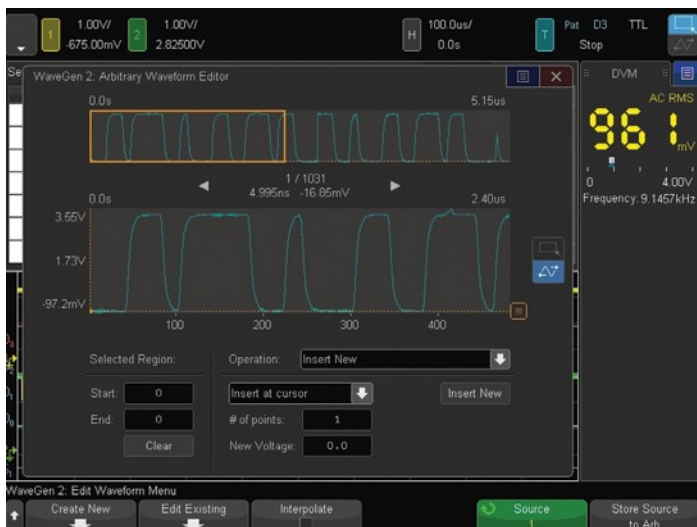 1 1.00V/ 2 1.00V/ H 100.0us/ T Pat D3 TTL
-675.00mV 2.82500V 0.0s Stop
Se
WaveGen 2: Arbitrary Waveform Editor
DVM
0.0s 5.15us
AC RMS
961 mV
1 / 1031
4.995ns -16.85mV
0 4.00V
0.0s 2.40us
Frequency: 9.1457kHz
3.55V
1.73V
-97.2mV
100 200 300 400
Selected Region: Operation: Insert New
Start: 0 Insert at cursor Insert New
End: 0 # of points: 1
Clear New Voltage: 0.0
WaveGen 2: Edit Waveform Menu
Create New Edit Existing Interpolate Source Store Source
1 to Arb